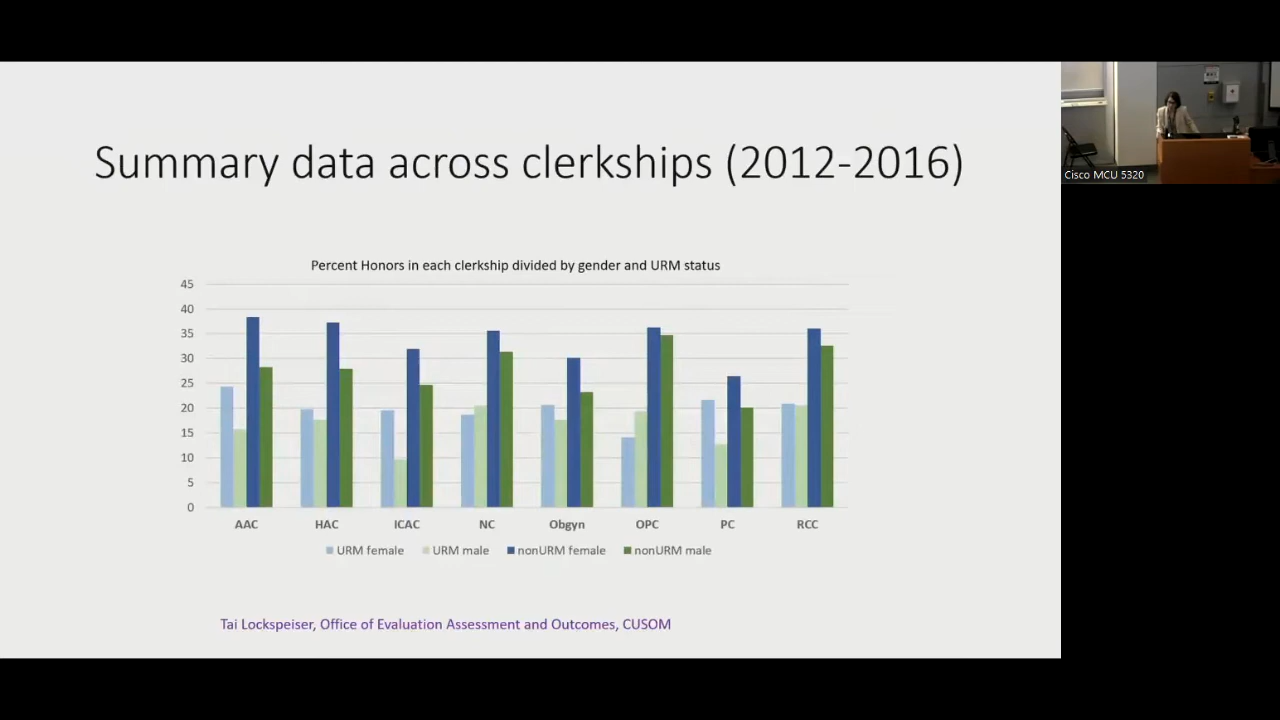 Summary data across clerkships (2012-2016)
Percent Honors in each clerkship divided by gender and URM status
45
40
35
30
25
20
15
10
5
0
AAC HAC ICAC NC Obgyn OPC PC RCC
URM female URM male nonURM female nonURM male
Tai Lockspeiser, Office of Evaluation Assessment and Outcomes, CUSOM
Cisco MCU 5320